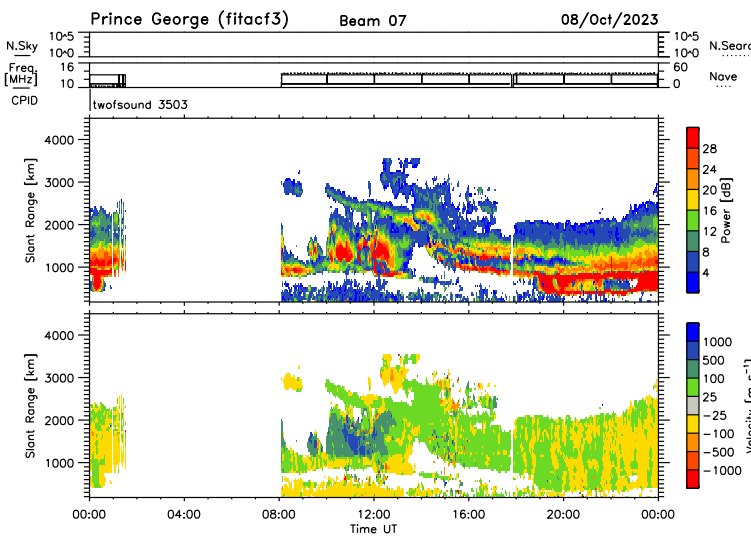 Prince George (fitacf3) Beam 07 08/Oct/2023
N.Sky 10^5 10^5 N.Sear
10^0 10^0
Freq. 16 60
[MHz] 10 0 Nave
CPID twofsound 3503
Slant Range [km]
4000
3000
2000
1000
Power [dB]
28
24
20
16
12
8
4
Slant Range [km]
4000
3000
2000
1000
Velocity [m s^-1]
1000
500
100
25
-25
-100
-500
-1000
00:00 04:00 08:00 12:00 16:00 20:00 00:00
Time UT